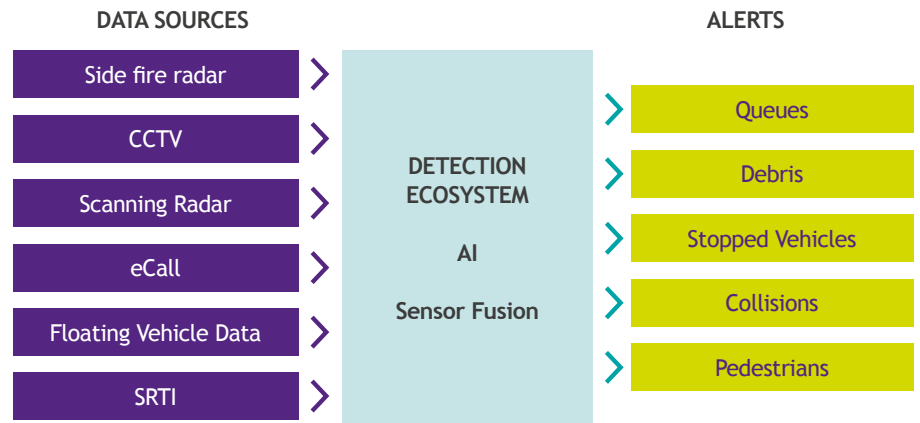 DATA SOURCES
ALERTS
Side fire radar
CCTV
Scanning Radar
eCall
Floating Vehicle Data
SRTI
DETECTION
ECOSYSTEM
AI
Sensor Fusion
Queues
Debris
Stopped Vehicles
Collisions
Pedestrians